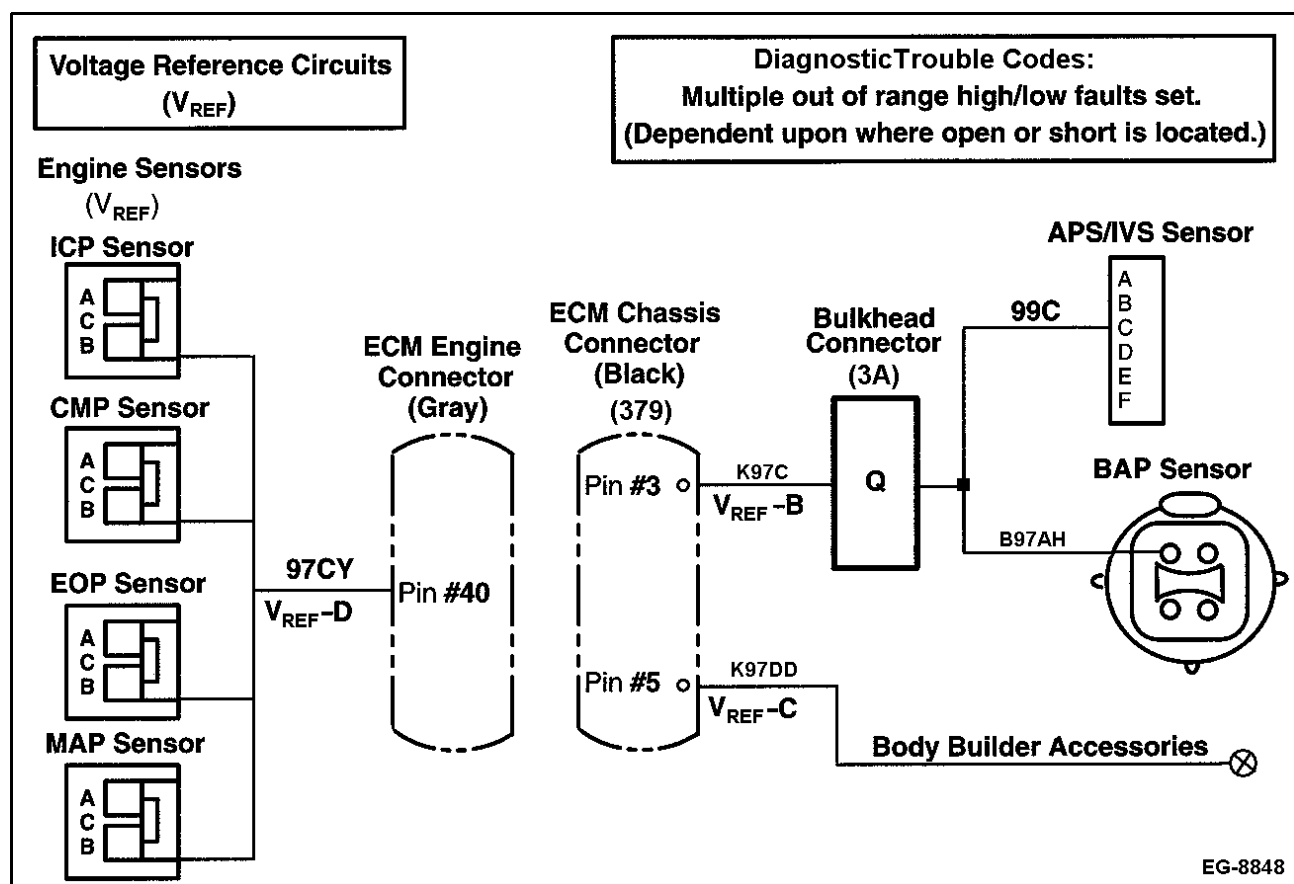 Voltage Reference Circuits
(VREF)
DiagnosticTrouble Codes:
Multiple out of range high/low faults set.
(Dependent upon where open or short is located.)
Engine Sensors
(VREF)
ICP Sensor
A
C
B
CMP Sensor
A
C
B
EOP Sensor
A
C
B
MAP Sensor
A
C
B
97CY
VREF-D
ECM Engine
Connector
(Gray)
Pin #40
ECM Chassis
Connector
(Black)
(379)
Pin #3
K97C
VREF-B
Pin #5
K97DD
VREF-C
Bulkhead
Connector
(3A)
Q
APS/IVS Sensor
99C
A
B
C
D
E
F
BAP Sensor
B97AH
Body Builder Accessories
EG-8848